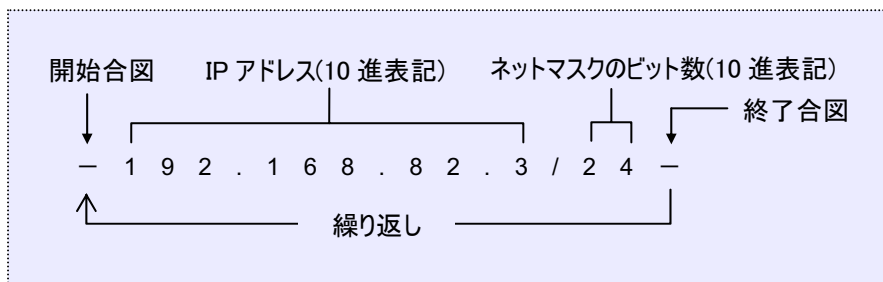 開始合図 IP アドレス(10 進表記) ネットマスクのビット数(10 進表記)
終了合図
－ 1 9 2 . 1 6 8 . 8 2 . 3 / 2 4 －
繰り返し